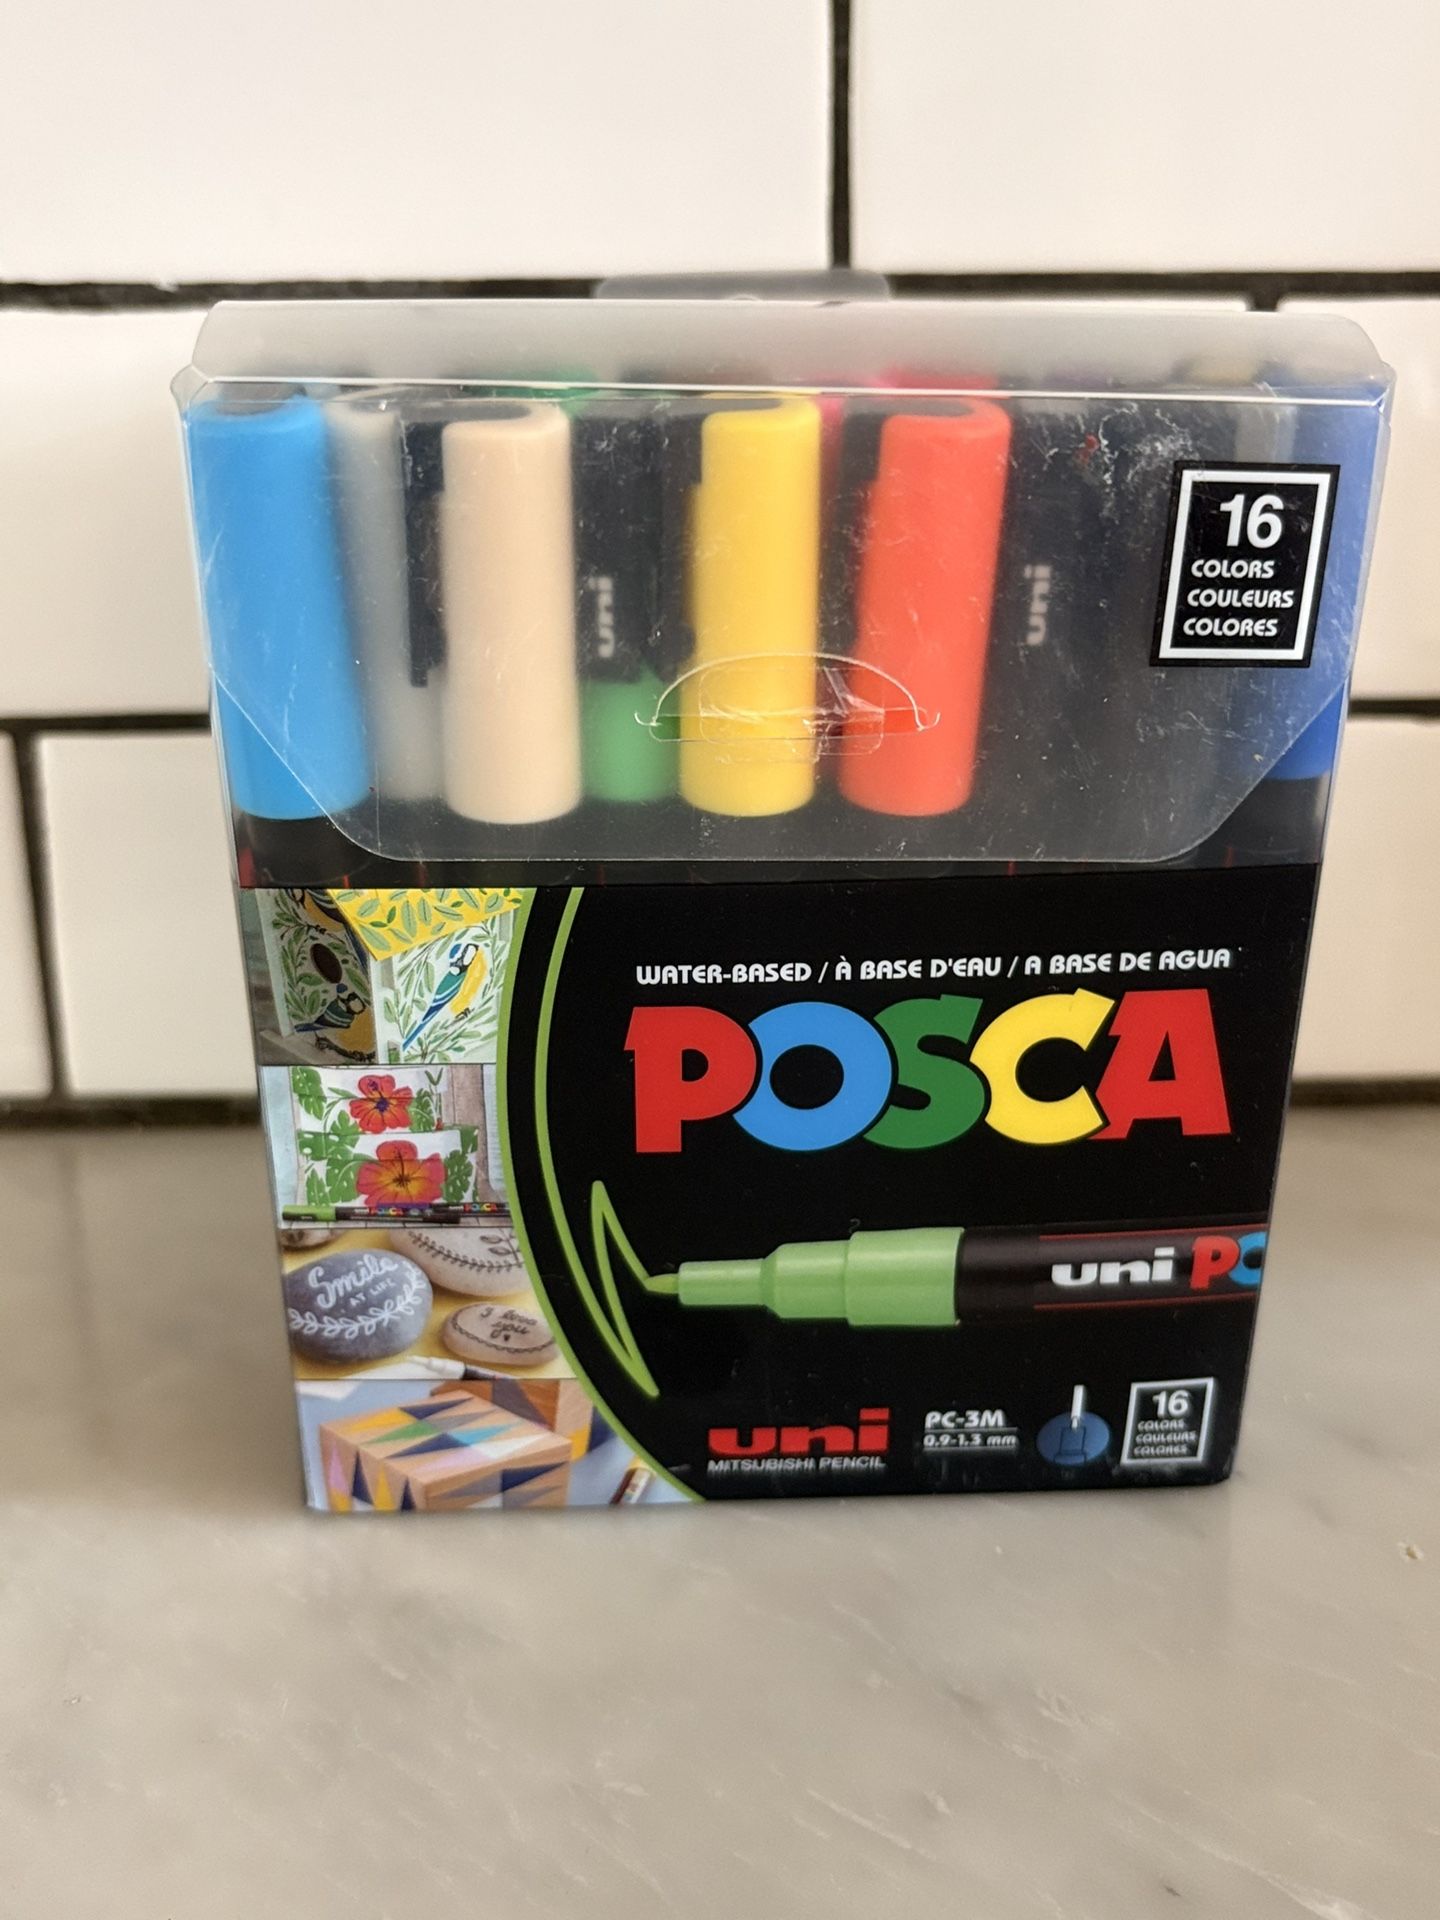 uni
uni
16
COLORS
COULEURS
COLORES
WATER-BASED / À BASE D'EAU / A BASE DE AGUA
POSCA
Smile
AT LIFE
I love
you
uni PO
uni
MITSUBISHI PENCIL
PC-3M
0.9-1.3 mm
16
COLORS
COULEURS
COLORES